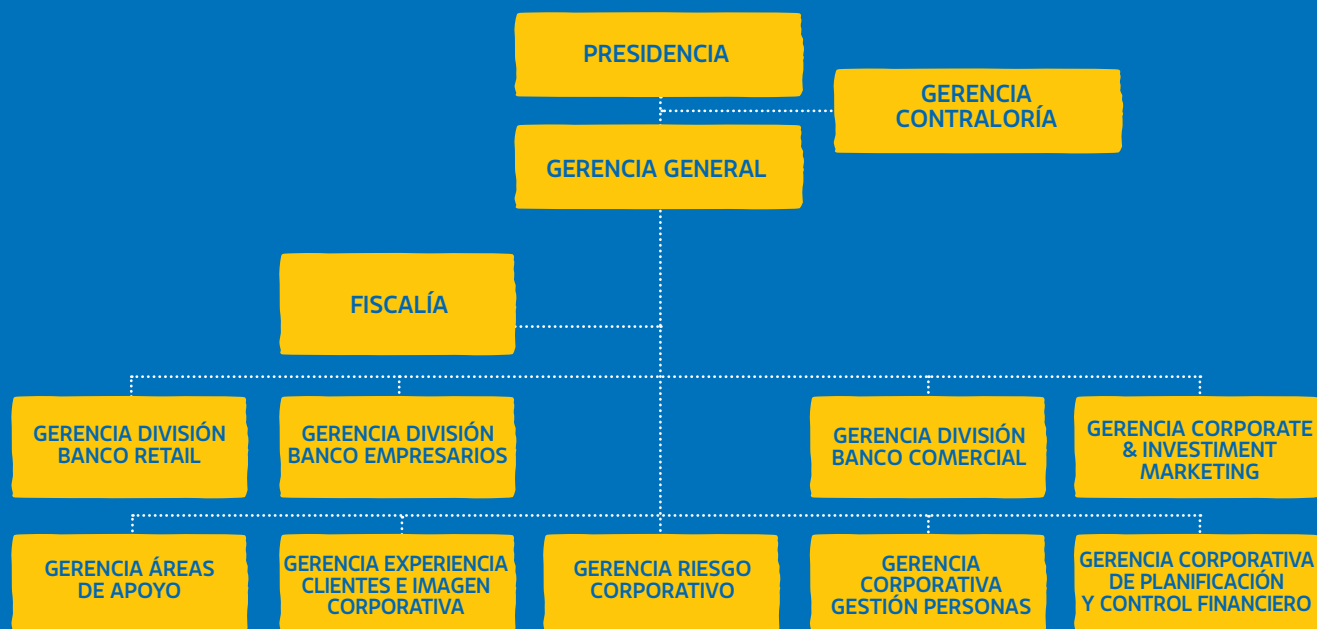 PRESIDENCIA
GERENCIA
CONTRALORÍA
GERENCIA GENERAL
FISCALÍA
GERENCIA DIVISIÓN
BANCO RETAIL
GERENCIA DIVISIÓN
BANCO EMPRESARIOS
GERENCIA DIVISIÓN
BANCO COMERCIAL
GERENCIA CORPORATE
& INVESTIMENT
MARKETING
GERENCIA ÁREAS
DE APOYO
GERENCIA EXPERIENCIA
CLIENTES E IMAGEN
CORPORATIVA
GERENCIA RIESGO
CORPORATIVO
GERENCIA
CORPORATIVA
GESTIÓN PERSONAS
GERENCIA CORPORATIVA
DE PLANIFICACIÓN
Y CONTROL FINANCIERO